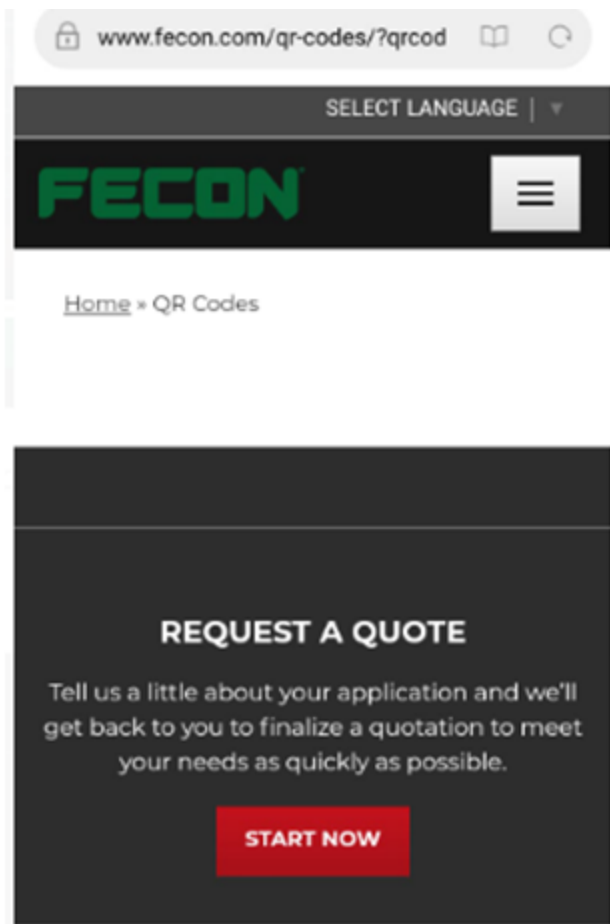 www.fecon.com/qr-codes/?qrcod
SELECT LANGUAGE | ▼
FECON
Home » QR Codes
REQUEST A QUOTE
Tell us a little about your application and we'll
get back to you to finalize a quotation to meet
your needs as quickly as possible.
START NOW